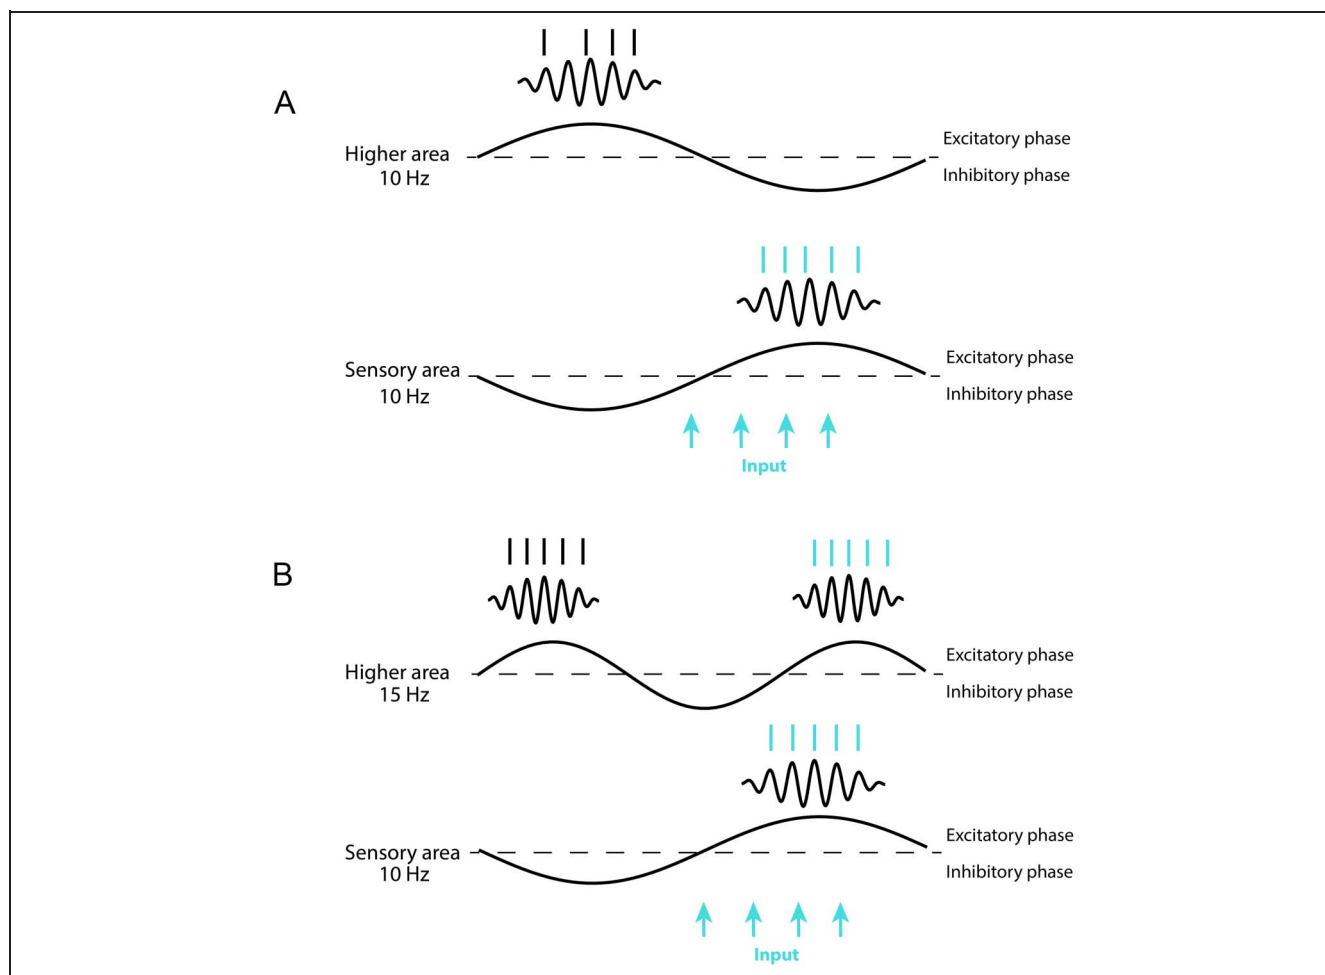 A
Higher area
10 Hz
Excitatory phase
Inhibitory phase
Sensory area
10 Hz
Excitatory phase
Inhibitory phase
Input
B
Higher area
15 Hz
Excitatory phase
Inhibitory phase
Sensory area
10 Hz
Excitatory phase
Inhibitory phase
Input